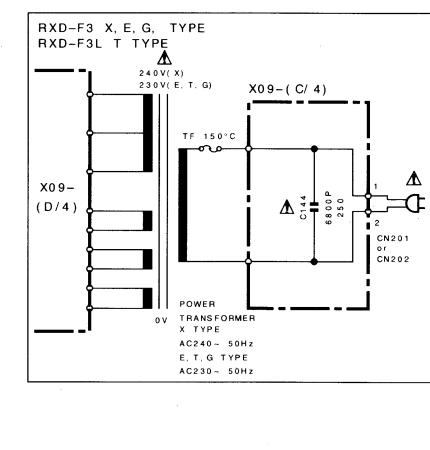 RXD-F3 X, E, G, TYPE
RXD-F3L T TYPE
240V(X)
230V(E, T, G)
X09-(C/4)
TF 150°C
X09-
(D/4)
1
C144
6800P
250
2
CN201
or
CN202
0V
POWER
TRANSFORMER
X TYPE
AC240~ 50Hz
E, T, G TYPE
AC230~ 50Hz